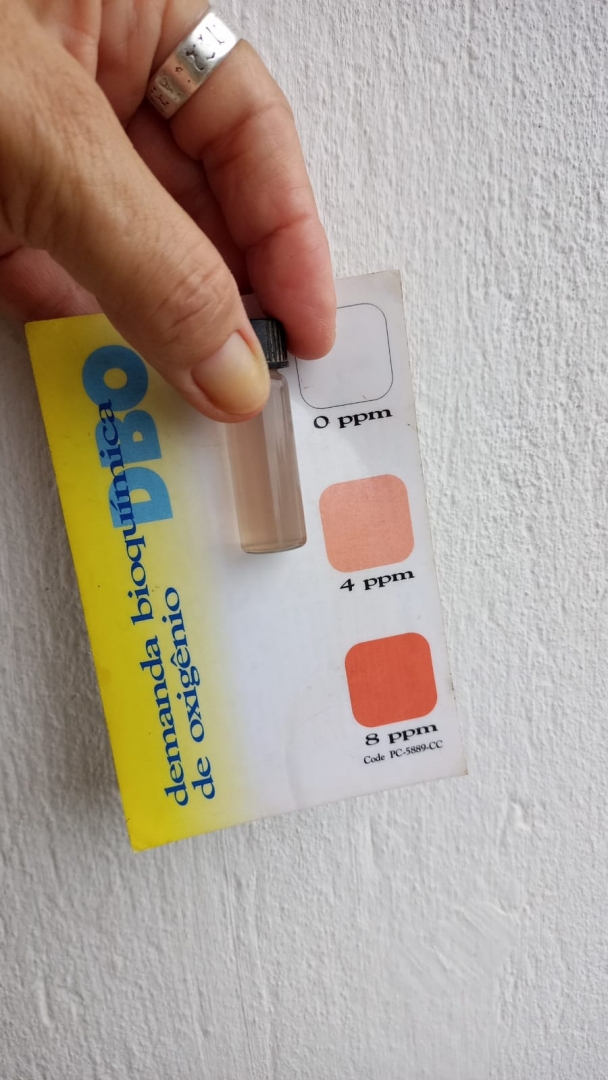 DBO
demanda bioquímica
de oxigênio
0 ppm
4 ppm
8 ppm
Code PC-5889-CC